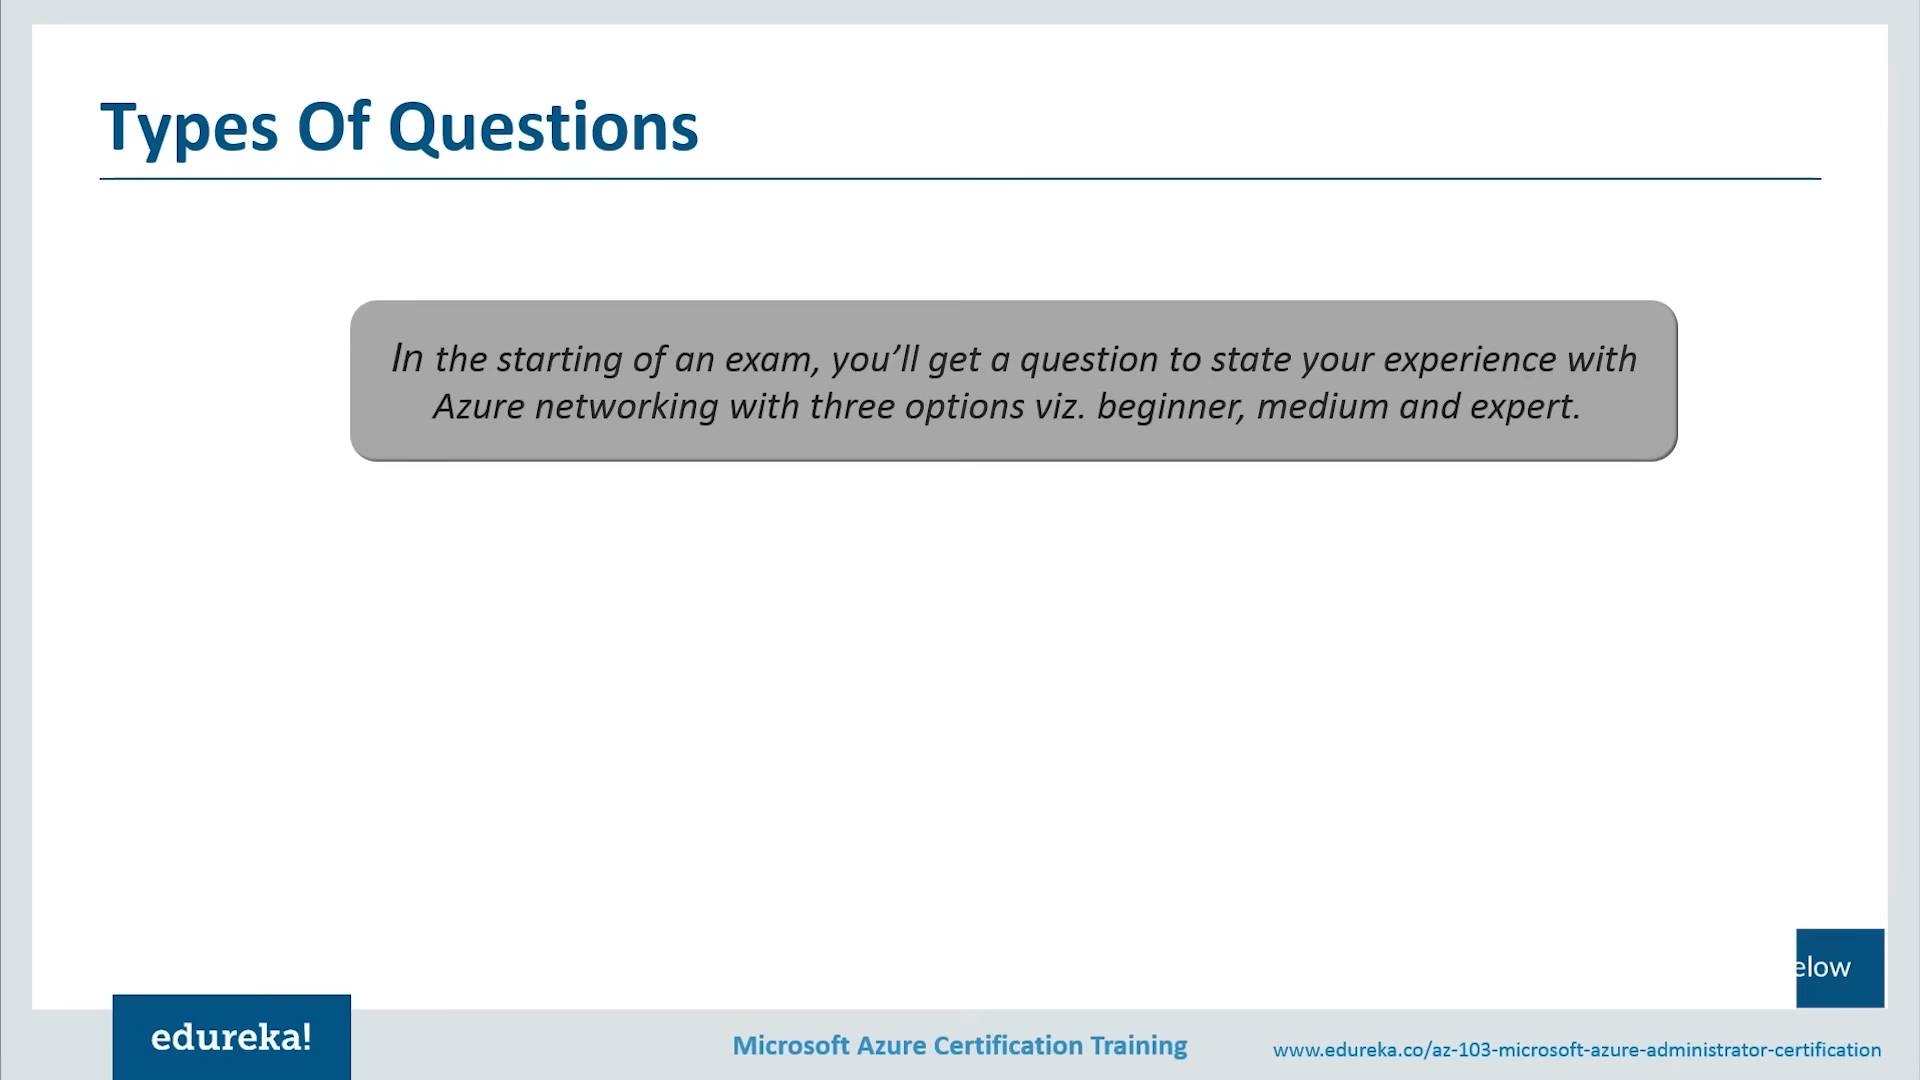 Types Of Questions
In the starting of an exam, you’ll get a question to state your experience with
Azure networking with three options viz. beginner, medium and expert.
elow
edureka!
Microsoft Azure Certification Training
www.edureka.co/az-103-microsoft-azure-administrator-certification